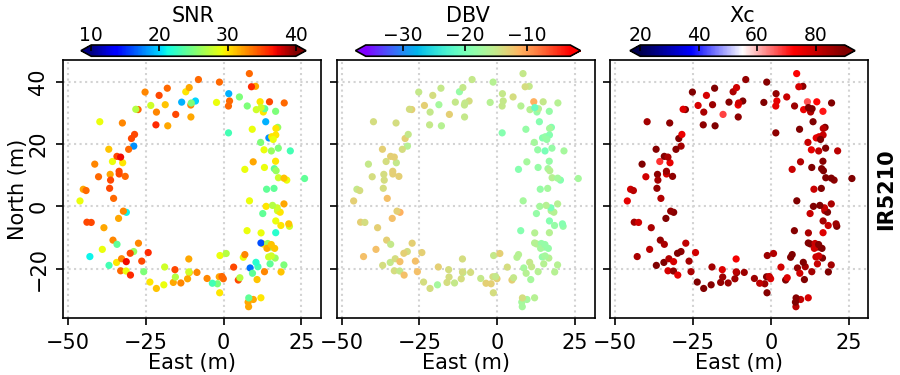 SNR DBV Xc
10 20 30 40 −30 −20 −10 20 40 60 80
North (m)
40
20
0
−20
IR5210
−50 −25 0 25 −50 −25 0 25 −50 −25 0 25
East (m) East (m) East (m)